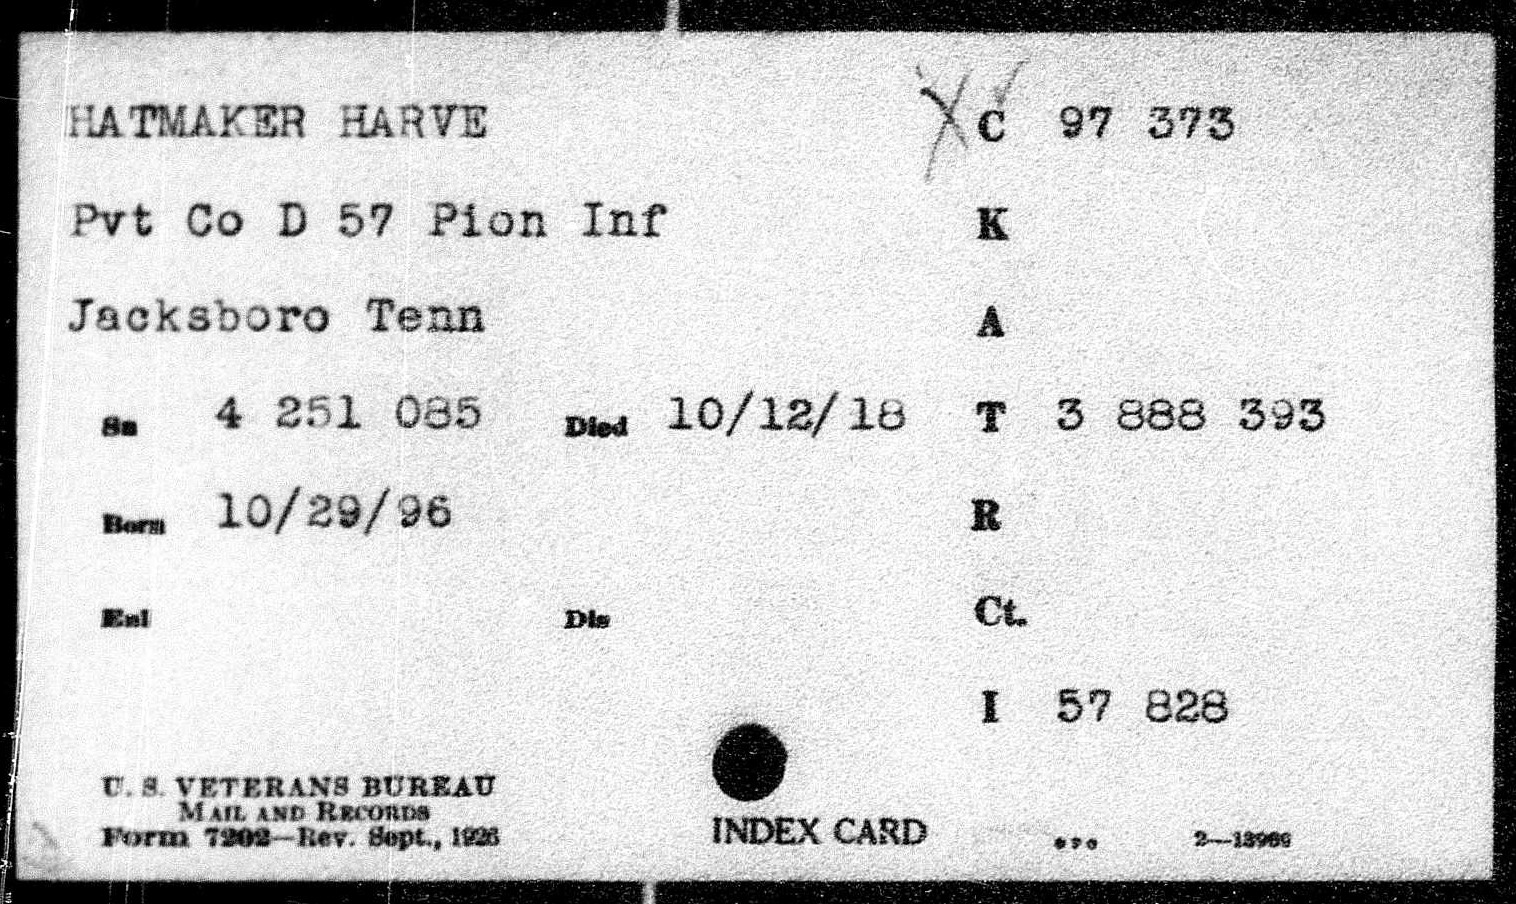 HATMAKER HARVE C 97 373
Pvt Co D 57 Pion Inf K
Jacksboro Tenn A
Sn 4 251 085 Died 10/12/18 T 3 888 393
Born 10/29/96 R
Enl Dis Ct.
I 57 828
U. S. VETERANS BUREAU
MAIL AND RECORDS
Form 7202—Rev. Sept., 1926
INDEX CARD
2—13969